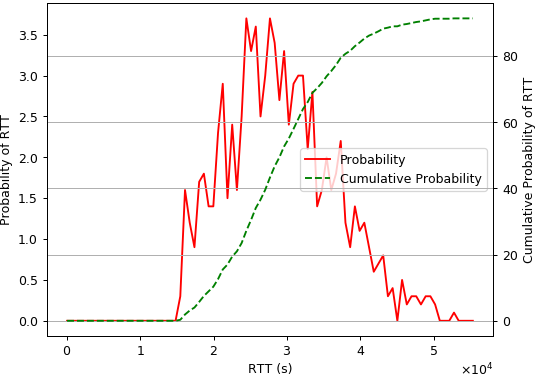 Probability of RTT
3.5
3.0
2.5
2.0
1.5
1.0
0.5
0.0
80
60
40
20
0
Cumulative Probability of RTT
Probability
Cumulative Probability
0 1 2 3 4 5
×10⁴
RTT (s)